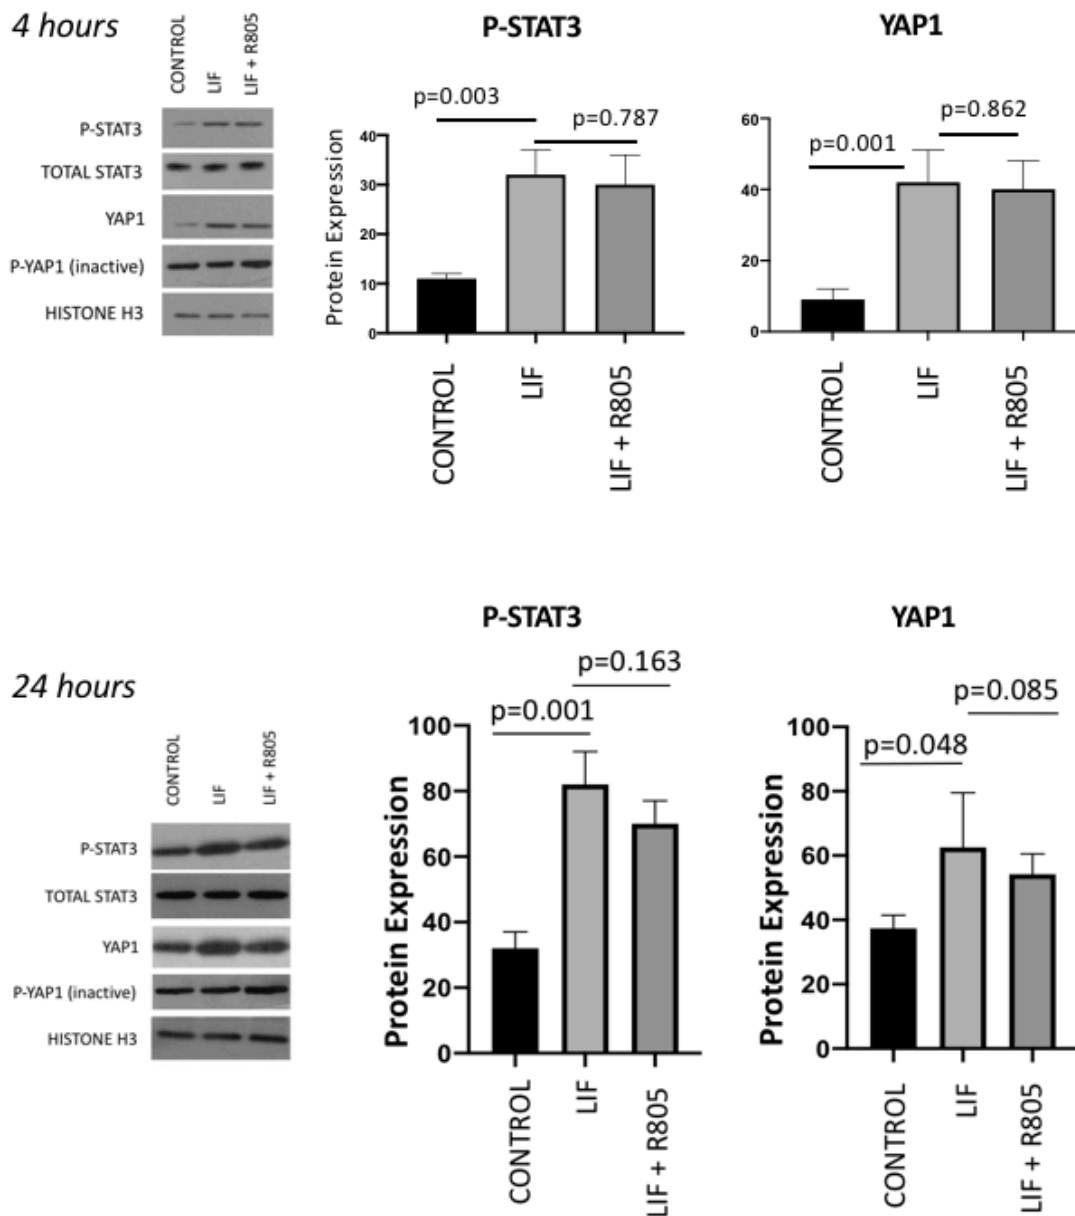 4 hours
CONTROL
LIF
LIF + R805
P-STAT3
TOTAL STAT3
YAP1
P-YAP1 (inactive)
HISTONE H3
P-STAT3
p=0.003
p=0.787
Protein Expression
40
30
20
10
0
CONTROL
LIF
LIF + R805
YAP1
p=0.862
p=0.001
60
40
20
0
CONTROL
LIF
LIF + R805
24 hours
CONTROL
LIF
LIF + R805
P-STAT3
TOTAL STAT3
YAP1
P-YAP1 (inactive)
HISTONE H3
P-STAT3
p=0.163
p=0.001
Protein Expression
100
80
60
40
20
0
CONTROL
LIF
LIF + R805
YAP1
p=0.085
p=0.048
Protein Expression
100
80
60
40
20
0
CONTROL
LIF
LIF + R805